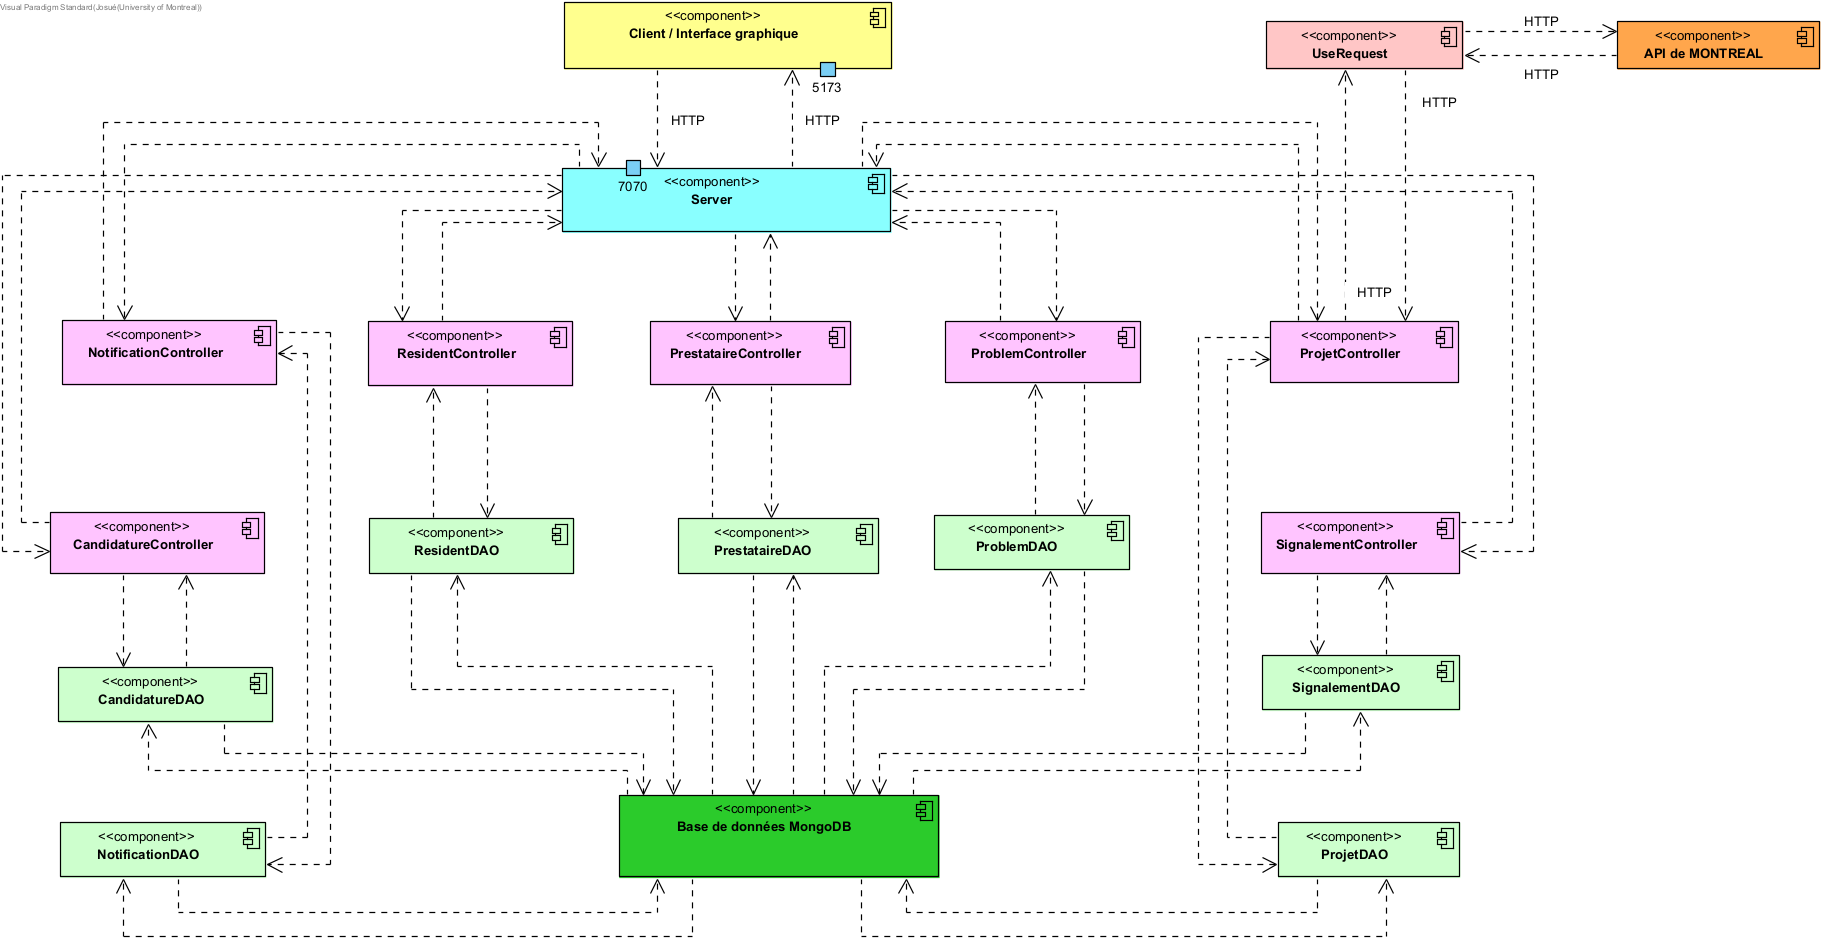 Visual Paradigm Standard(Josué(University of Montreal))
<<component>>
Client / Interface graphique
5173
<<component>>
UseRequest
HTTP
HTTP
<<component>>
API de MONTREAL
HTTP
HTTP
HTTP
HTTP
7070
<<component>>
Server
<<component>>
NotificationController
<<component>>
ResidentController
<<component>>
PrestataireController
<<component>>
ProblemController
<<component>>
ProjetController
<<component>>
CandidatureController
<<component>>
ResidentDAO
<<component>>
PrestataireDAO
<<component>>
ProblemDAO
<<component>>
SignalementController
<<component>>
CandidatureDAO
<<component>>
SignalementDAO
<<component>>
Base de données MongoDB
<<component>>
NotificationDAO
<<component>>
ProjetDAO